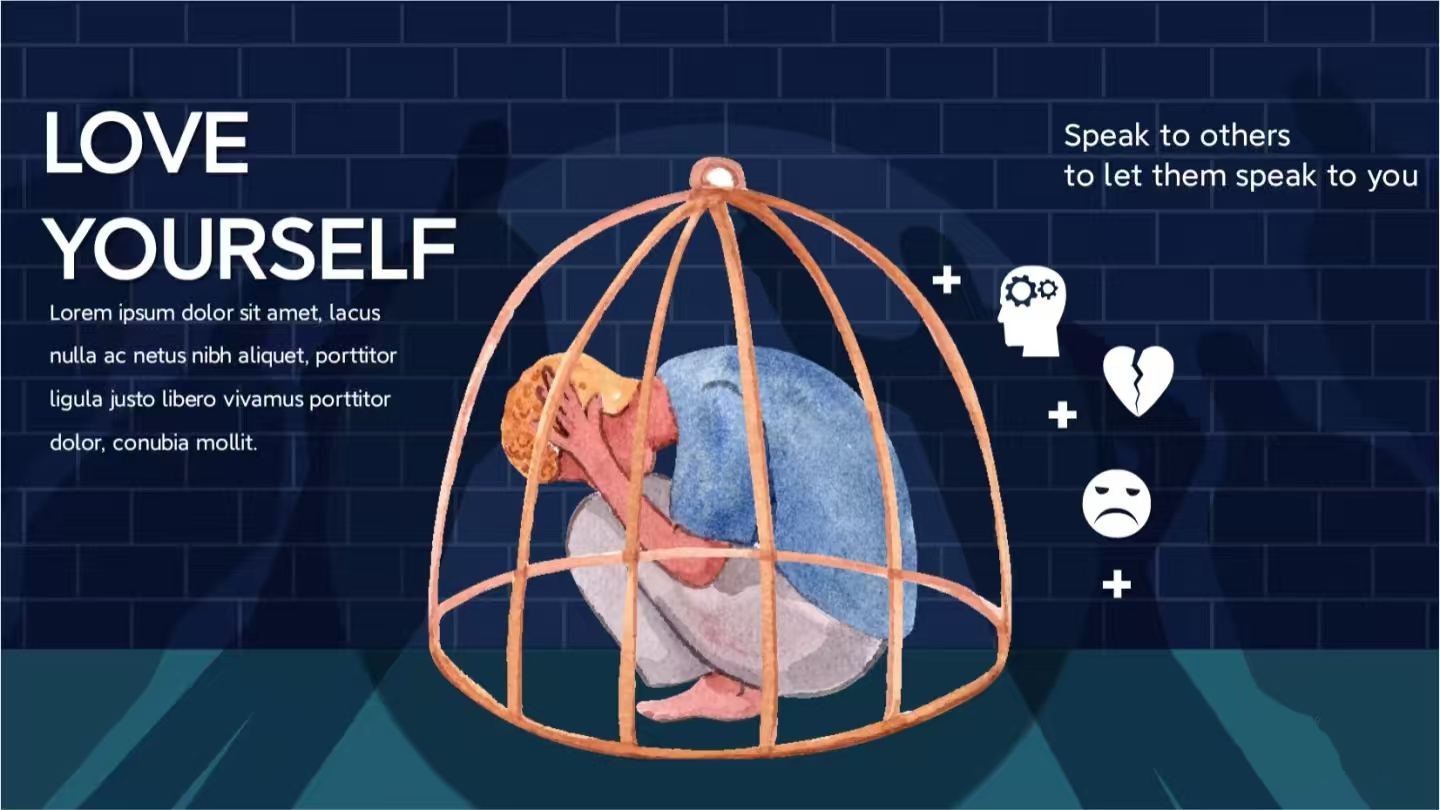 LOVE
YOURSELF
Lorem ipsum dolor sit amet, lacus
nulla ac netus nibh aliquet, porttitor
ligula justo libero vivamus porttitor
dolor, conubia mollit.
Speak to others
to let them speak to you